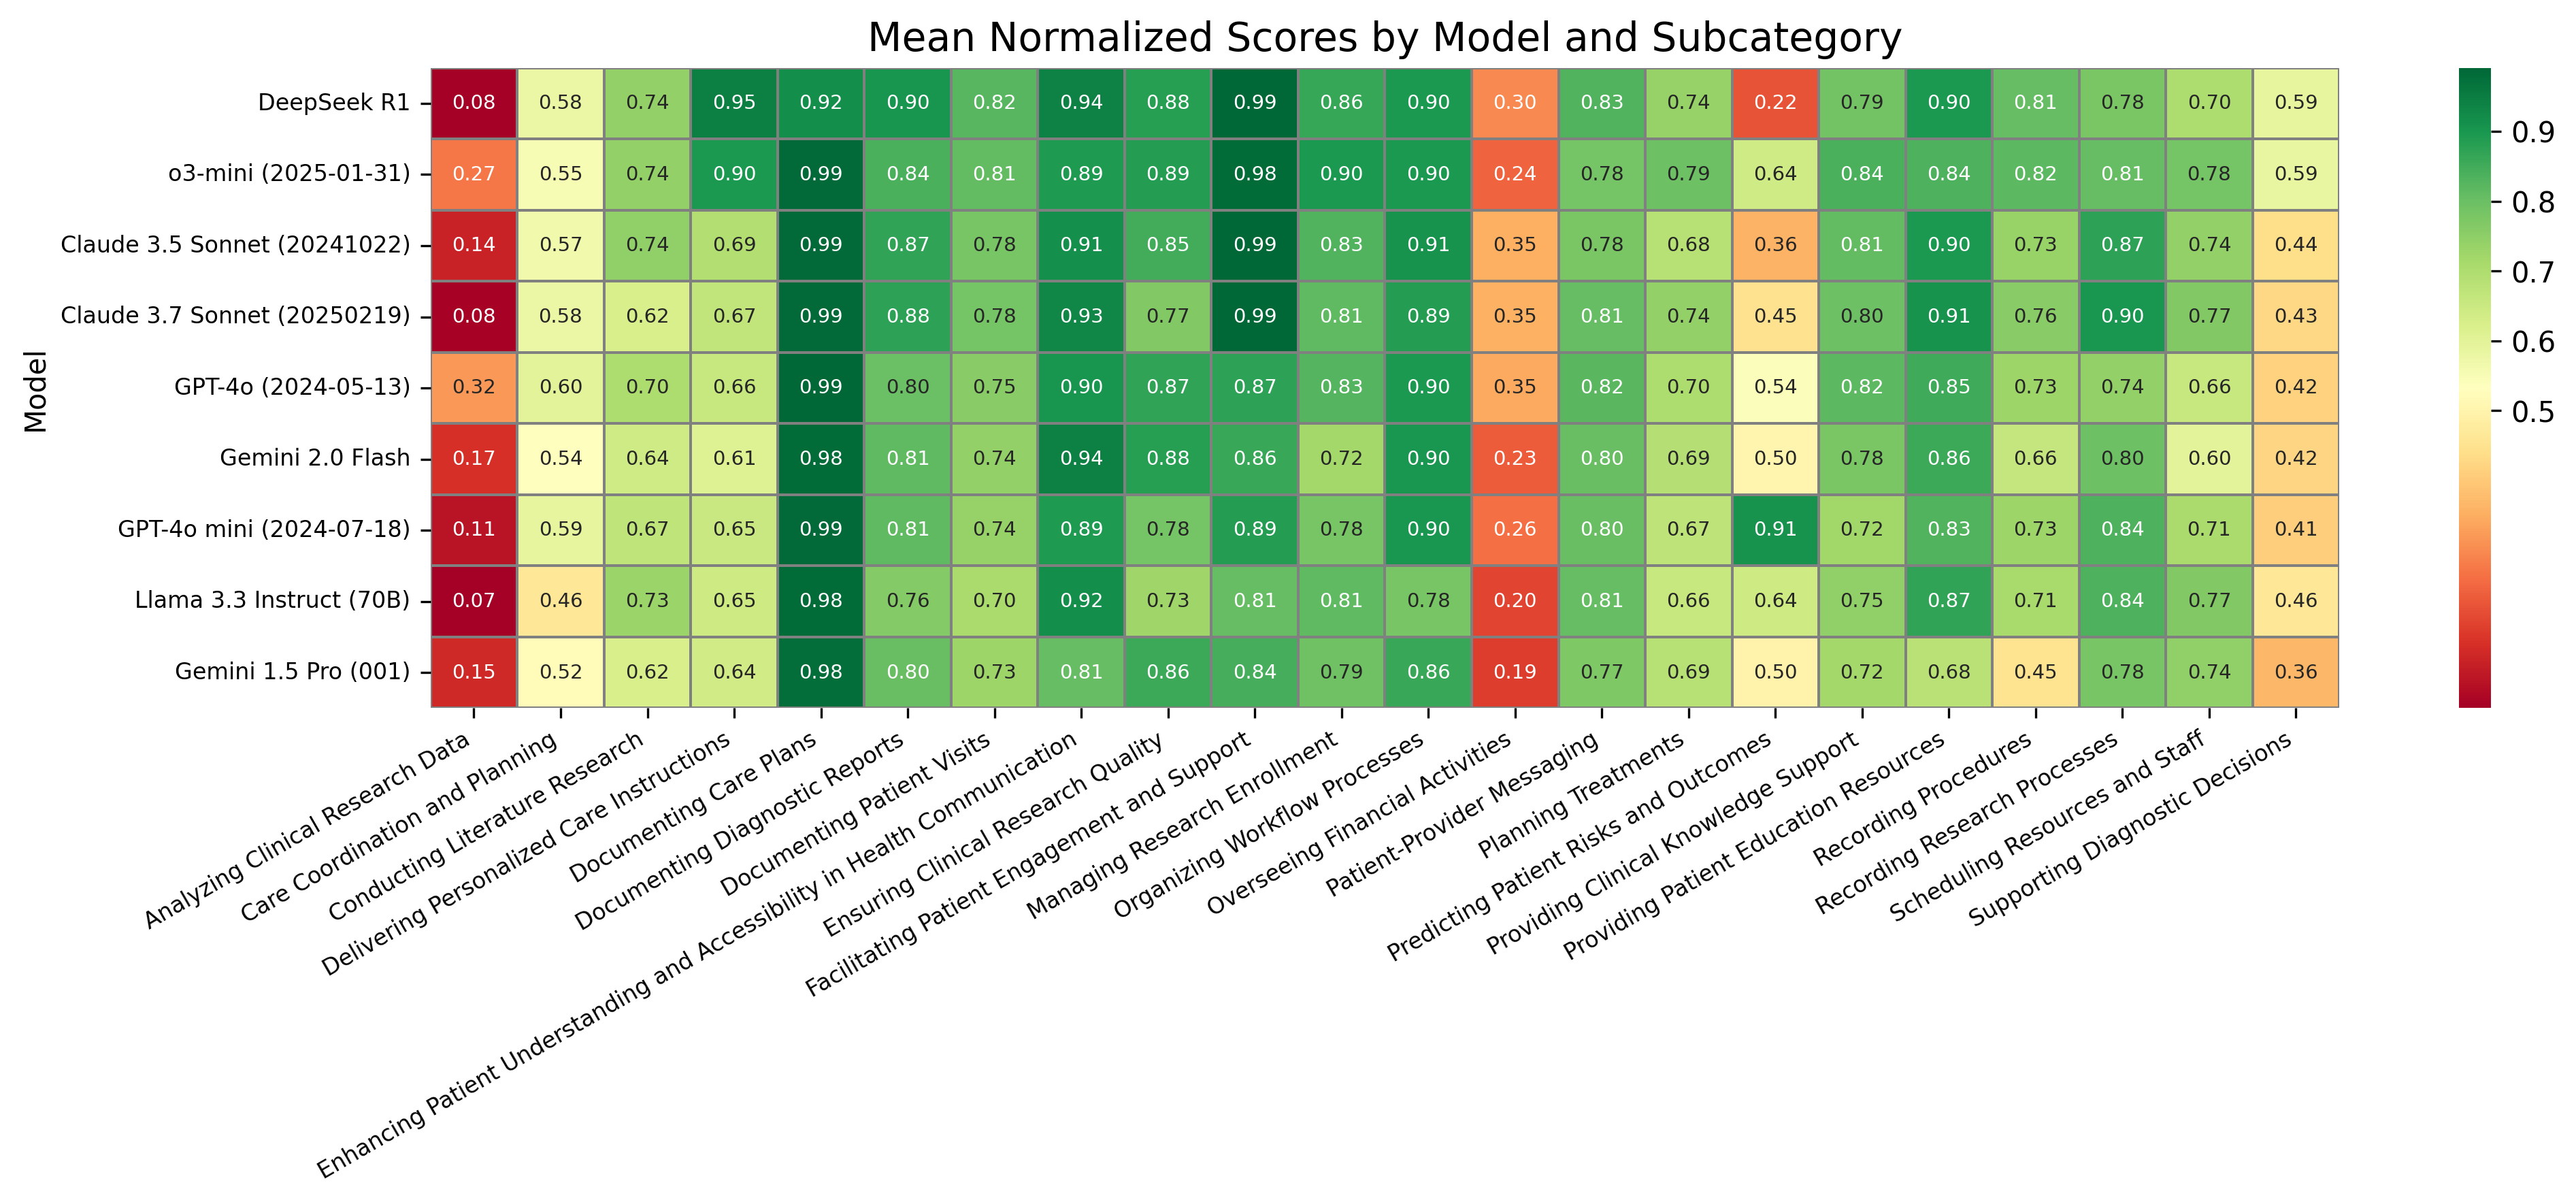 Mean Normalized Scores by Model and Subcategory
Model
DeepSeek R1 0.08 0.58 0.74 0.95 0.92 0.90 0.82 0.94 0.88 0.99 0.86 0.90 0.30 0.83 0.74 0.22 0.79 0.90 0.81 0.78 0.70 0.59
o3-mini (2025-01-31) 0.27 0.55 0.74 0.90 0.99 0.84 0.81 0.89 0.89 0.98 0.90 0.90 0.24 0.78 0.79 0.64 0.84 0.84 0.82 0.81 0.78 0.59
Claude 3.5 Sonnet (20241022) 0.14 0.57 0.74 0.69 0.99 0.87 0.78 0.91 0.85 0.99 0.83 0.91 0.35 0.78 0.68 0.36 0.81 0.90 0.73 0.87 0.74 0.44
Claude 3.7 Sonnet (20250219) 0.08 0.58 0.62 0.67 0.99 0.88 0.78 0.93 0.77 0.99 0.81 0.89 0.35 0.81 0.74 0.45 0.80 0.91 0.76 0.90 0.77 0.43
GPT-4o (2024-05-13) 0.32 0.60 0.70 0.66 0.99 0.80 0.75 0.90 0.87 0.87 0.83 0.90 0.35 0.82 0.70 0.54 0.82 0.85 0.73 0.74 0.66 0.42
Gemini 2.0 Flash 0.17 0.54 0.64 0.61 0.98 0.81 0.74 0.94 0.88 0.86 0.72 0.90 0.23 0.80 0.69 0.50 0.78 0.86 0.66 0.80 0.60 0.42
GPT-4o mini (2024-07-18) 0.11 0.59 0.67 0.65 0.99 0.81 0.74 0.89 0.78 0.89 0.78 0.90 0.26 0.80 0.67 0.91 0.72 0.83 0.73 0.84 0.71 0.41
Llama 3.3 Instruct (70B) 0.07 0.46 0.73 0.65 0.98 0.76 0.70 0.92 0.73 0.81 0.81 0.78 0.20 0.81 0.66 0.64 0.75 0.87 0.71 0.84 0.77 0.46
Gemini 1.5 Pro (001) 0.15 0.52 0.62 0.64 0.98 0.80 0.73 0.81 0.86 0.84 0.79 0.86 0.19 0.77 0.69 0.50 0.72 0.68 0.45 0.78 0.74 0.36
Analyzing Clinical Research Data
Care Coordination and Planning
Conducting Literature Research
Delivering Personalized Care Instructions
Documenting Care Plans
Documenting Diagnostic Reports
Documenting Patient Visits
Enhancing Patient Understanding and Accessibility in Health Communication
Ensuring Clinical Research Quality
Facilitating Patient Engagement and Support
Managing Research Enrollment
Organizing Workflow Processes
Overseeing Financial Activities
Patient-Provider Messaging
Planning Treatments
Predicting Patient Risks and Outcomes
Providing Clinical Knowledge Support
Providing Patient Education Resources
Recording Procedures
Recording Research Processes
Scheduling Resources and Staff
Supporting Diagnostic Decisions
0.9
0.8
0.7
0.6
0.5